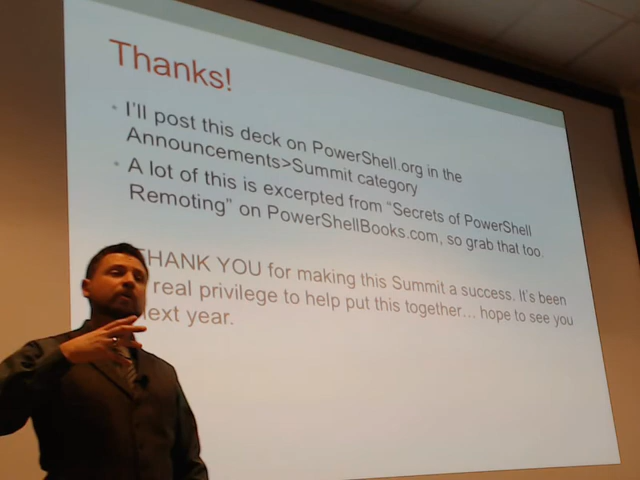 Thanks!
• I'll post this deck on PowerShell.org in the
Announcements>Summit category
• A lot of this is excerpted from "Secrets of PowerShell
Remoting" on PowerShellBooks.com, so grab that too.
THANK YOU for making this Summit a success. It's been
real privilege to help put this together... hope to see you
next year.